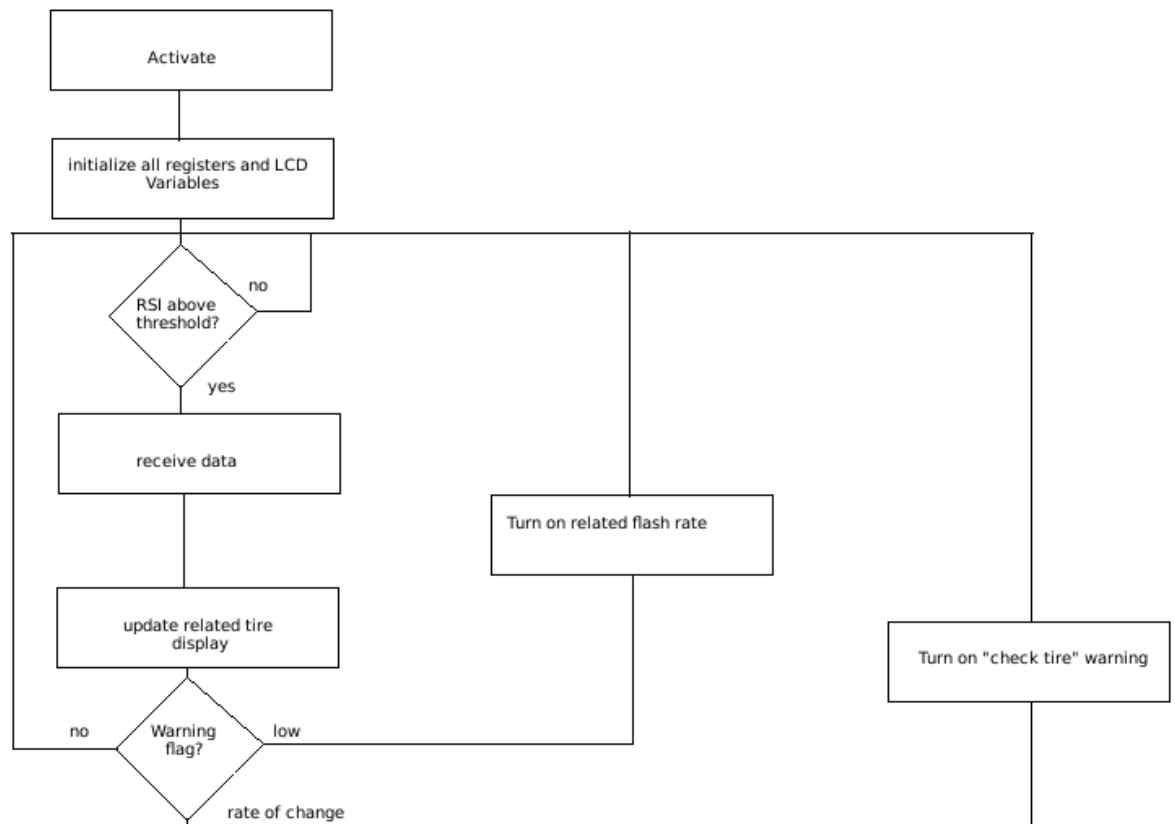 Activate
initialize all registers and LCD
Variables
no
RSI above
threshold?
yes
receive data
Turn on related flash rate
update related tire
display
Turn on "check tire" warning
no
Warning
flag?
low
rate of change